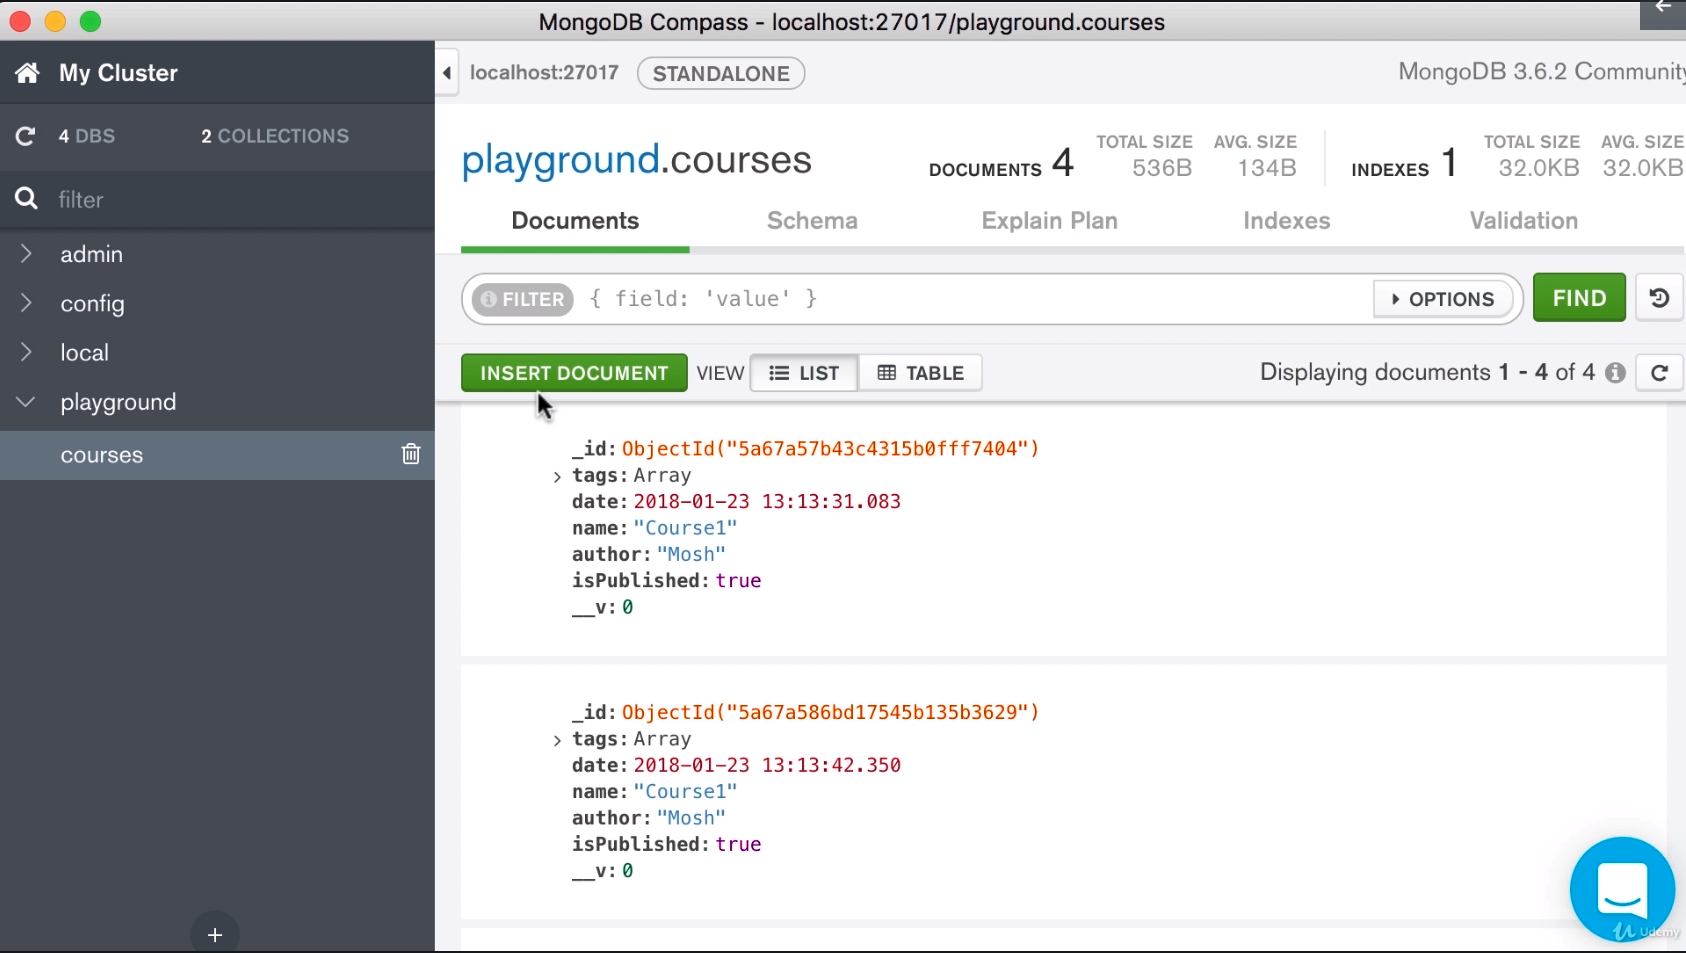 MongoDB Compass - localhost:27017/playground.courses
My Cluster
4 DBS 2 COLLECTIONS
filter
admin
config
local
playground
courses
localhost:27017 STANDALONE MongoDB 3.6.2 Community
playground.courses
DOCUMENTS 4 TOTAL SIZE 536B AVG. SIZE 134B INDEXES 1 TOTAL SIZE 32.0KB AVG. SIZE 32.0KB
Documents Schema Explain Plan Indexes Validation
FILTER { field: 'value' } OPTIONS FIND
INSERT DOCUMENT VIEW LIST TABLE Displaying documents 1 - 4 of 4
_id: ObjectId("5a67a57b43c4315b0fff7404")
tags: Array
date: 2018-01-23 13:13:31.083
name: "Course1"
author: "Mosh"
isPublished: true
__v: 0
_id: ObjectId("5a67a586bd17545b135b3629")
tags: Array
date: 2018-01-23 13:13:42.350
name: "Course1"
author: "Mosh"
isPublished: true
__v: 0
Udemy